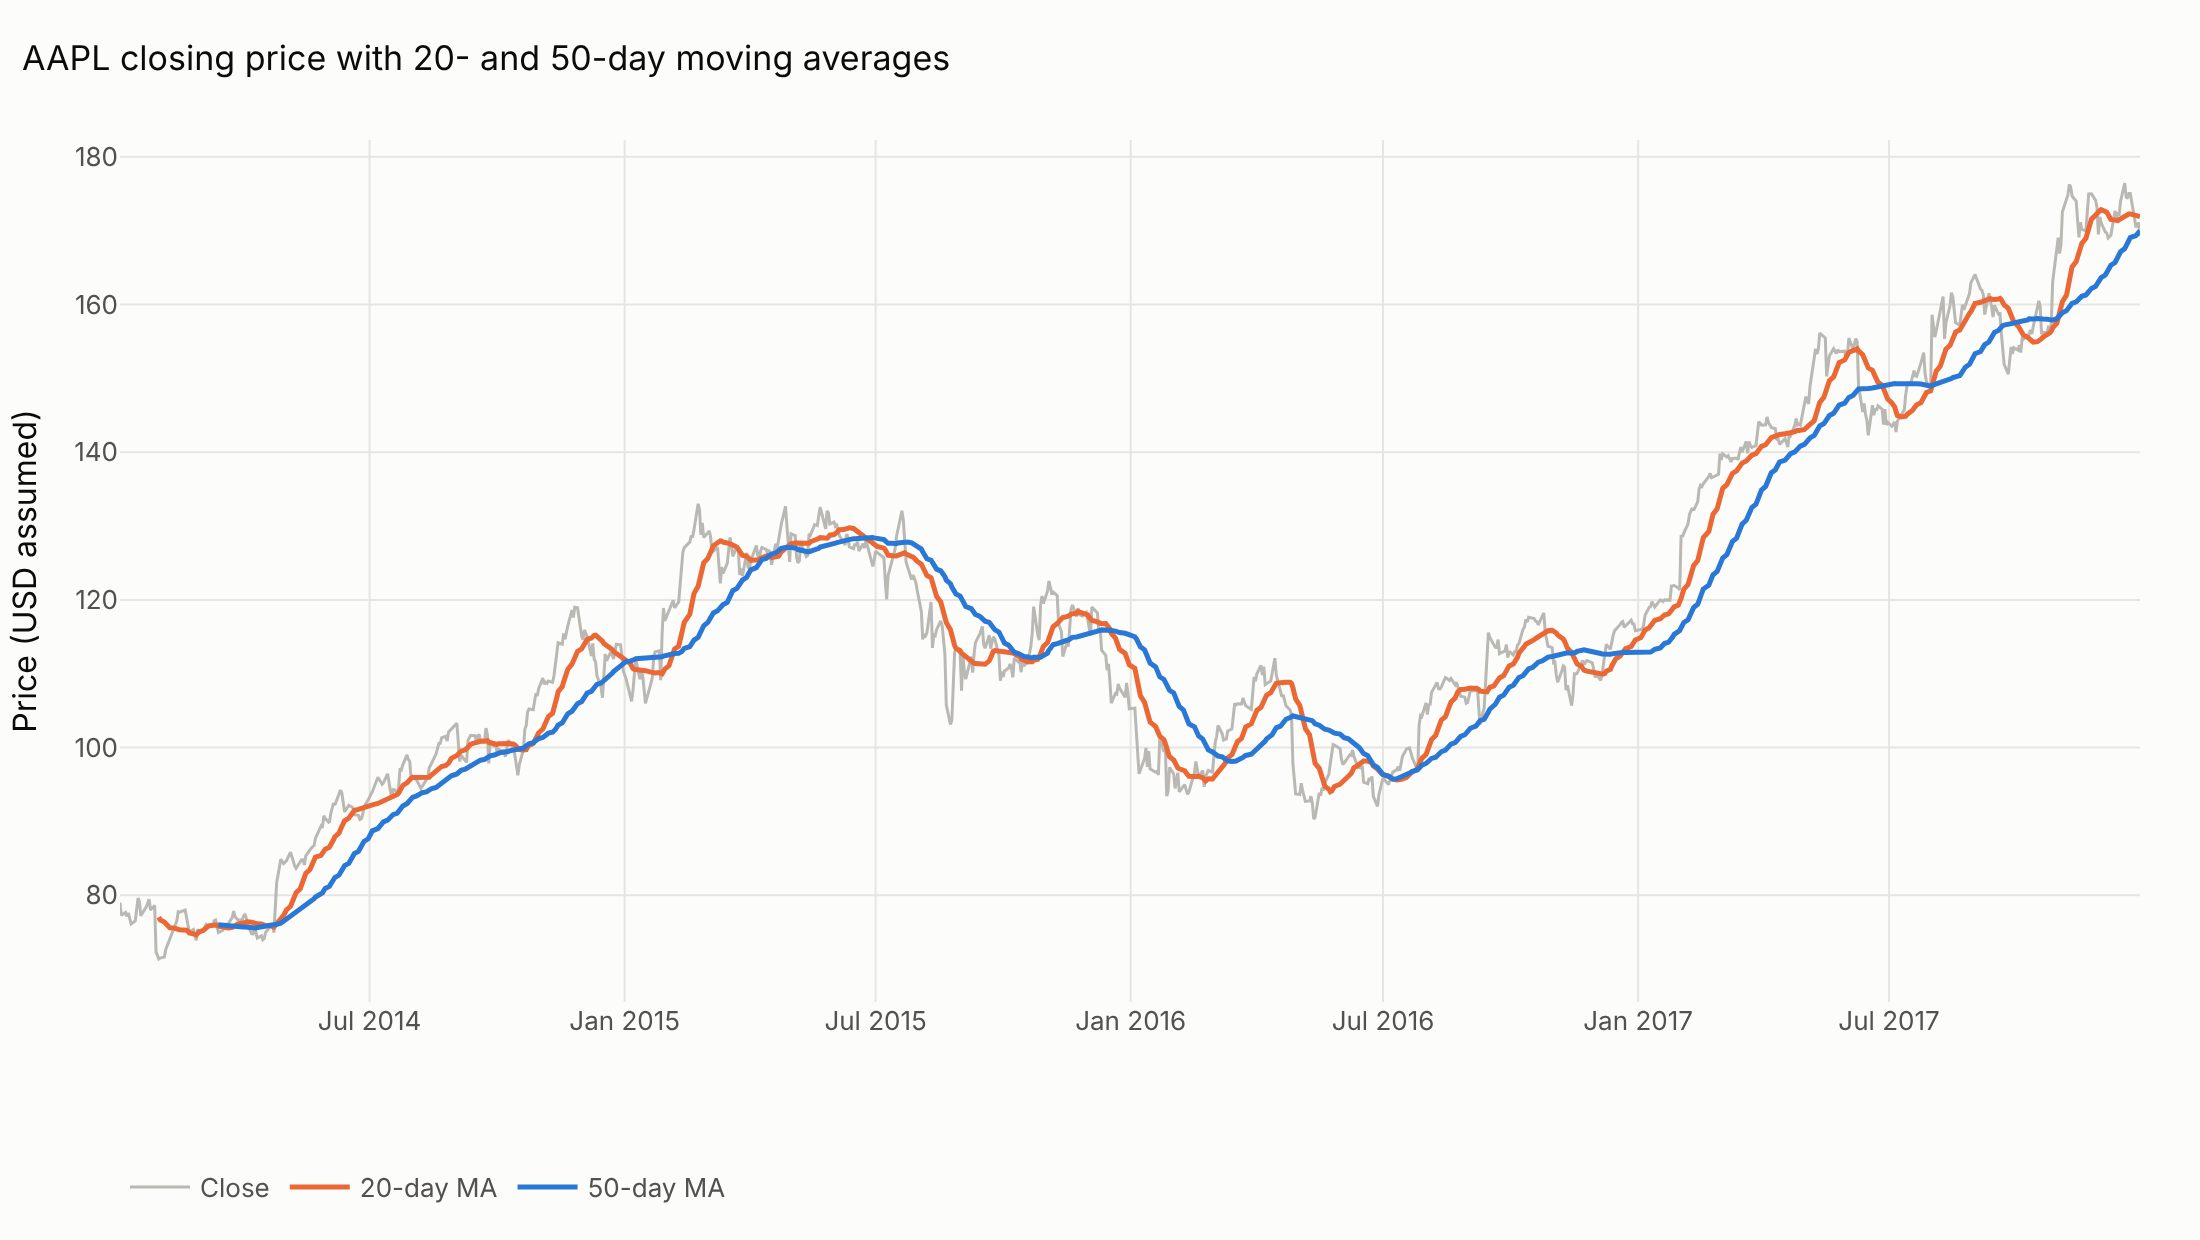 AAPL closing price with 20- and 50-day moving averages
Price (USD assumed)
180
160
140
120
100
80
Jul 2014 Jan 2015 Jul 2015 Jan 2016 Jul 2016 Jan 2017 Jul 2017
Close 20-day MA 50-day MA